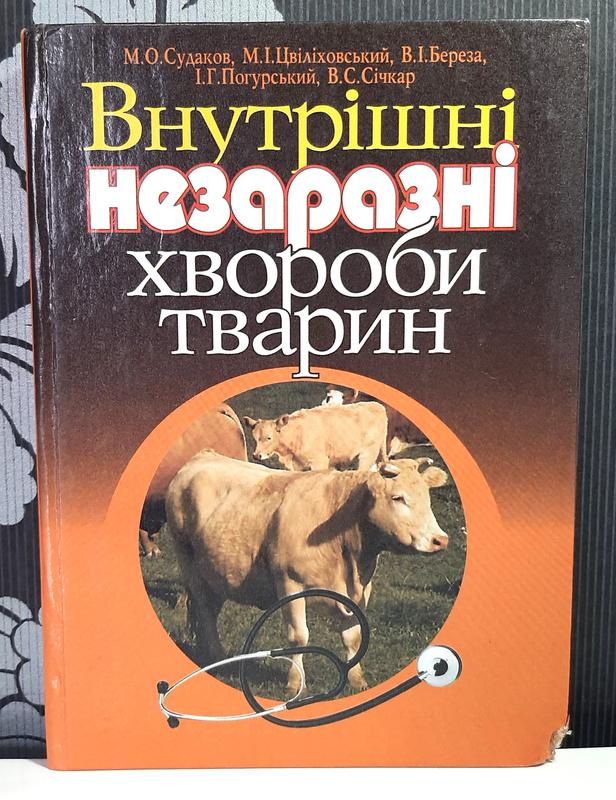 М.О.Судаков, М.І.Цвіліховський, В.І.Береза,
І.Г.Погурський, В.С.Січкар
Внутрішні
незаразні
хвороби
тварин